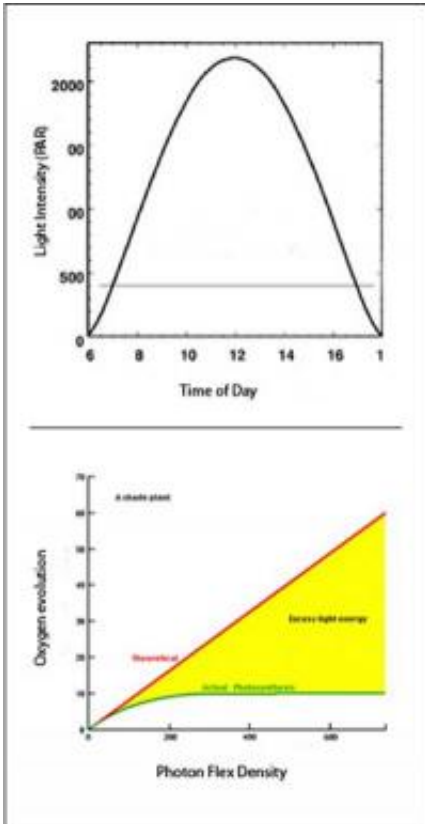 2000
00
00
500
0
Light Intensity (PAR)
6 8 10 12 14 16 1
Time of Day
70
60
50
40
30
20
10
0
Oxygen evolution
A shade plant
Excess light energy
Theoretical
Actual Photosynthesis
0 200 400 600
Photon Flex Density